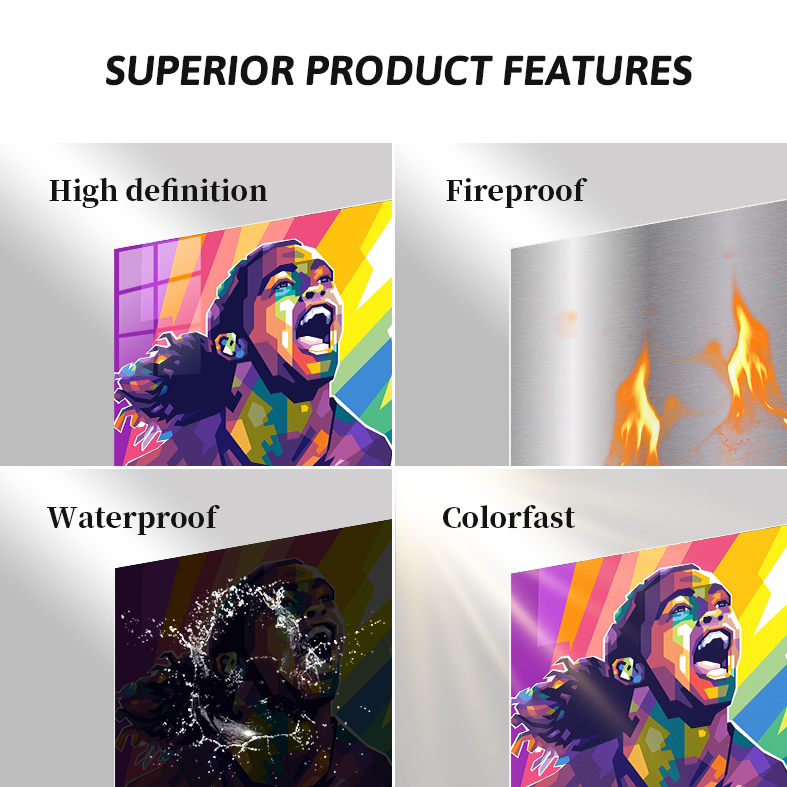 SUPERIOR PRODUCT FEATURES
High definition
Fireproof
Waterproof
Colorfast